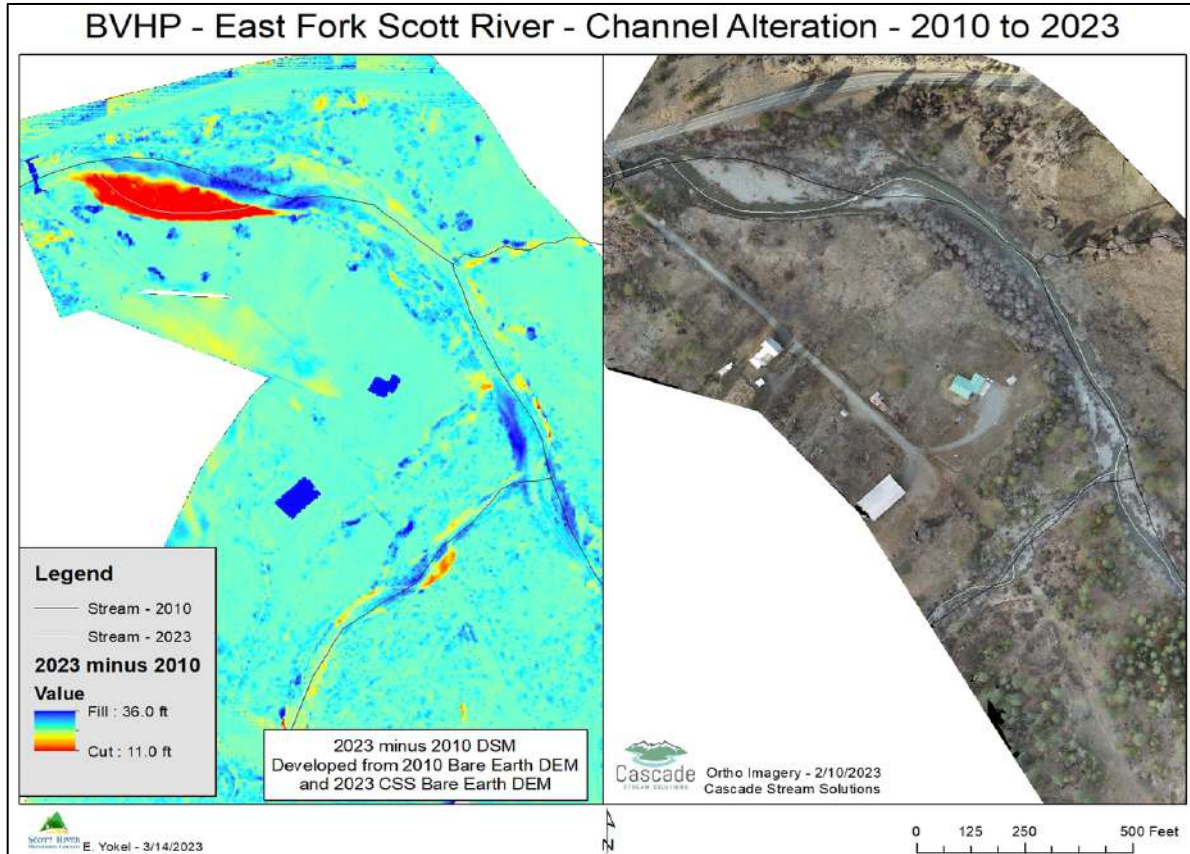 BVHP - East Fork Scott River - Channel Alteration - 2010 to 2023
Legend
Stream - 2010
Stream - 2023
2023 minus 2010
Value
Fill : 36.0 ft
Cut : 11.0 ft
2023 minus 2010 DSM
Developed from 2010 Bare Earth DEM
and 2023 CSS Bare Earth DEM
Cascade
STREAM SOLUTIONS
Ortho Imagery - 2/10/2023
Cascade Stream Solutions
Scott River
E. Yokel - 3/14/2023
N
0 125 250 500 Feet